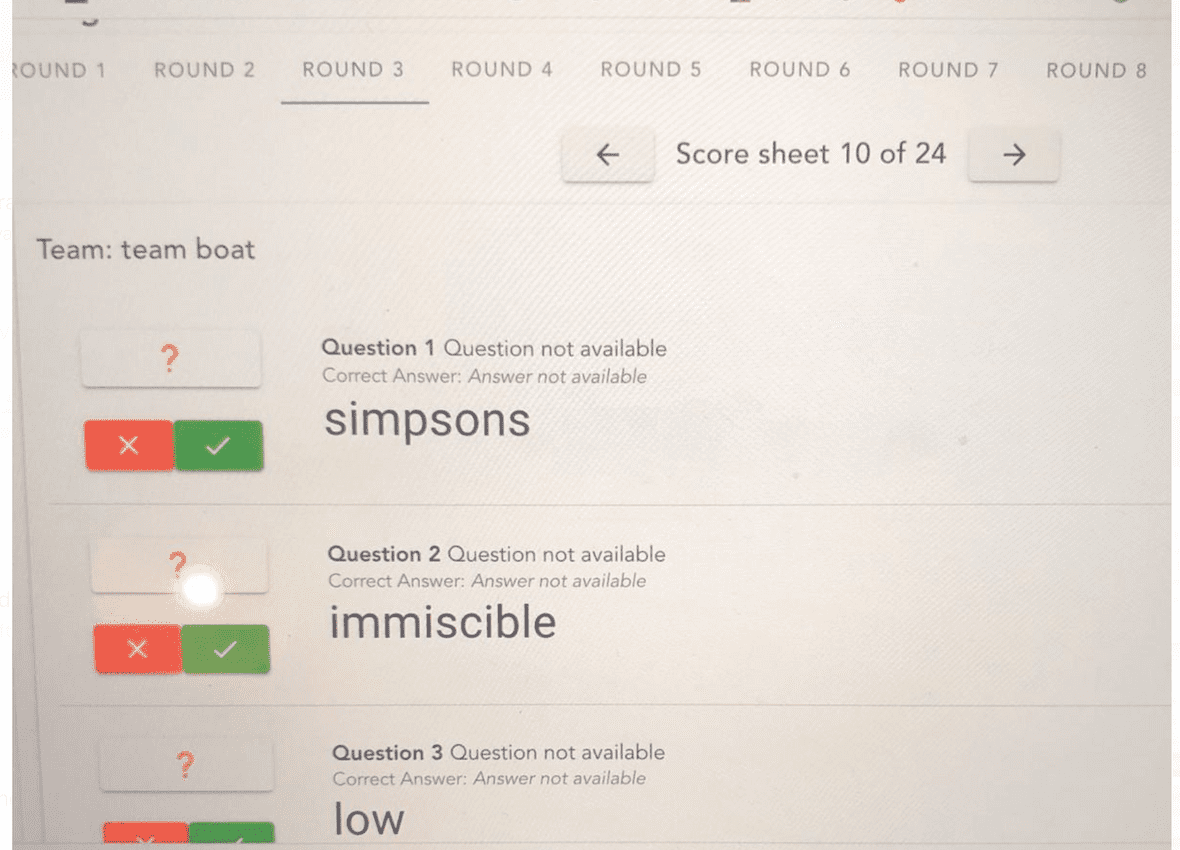 ROUND 1 ROUND 2 ROUND 3 ROUND 4 ROUND 5 ROUND 6 ROUND 7 ROUND 8
← Score sheet 10 of 24 →
Team: team boat
?
Question 1 Question not available
Correct Answer: Answer not available
simpsons
?
Question 2 Question not available
Correct Answer: Answer not available
immiscible
?
Question 3 Question not available
Correct Answer: Answer not available
low